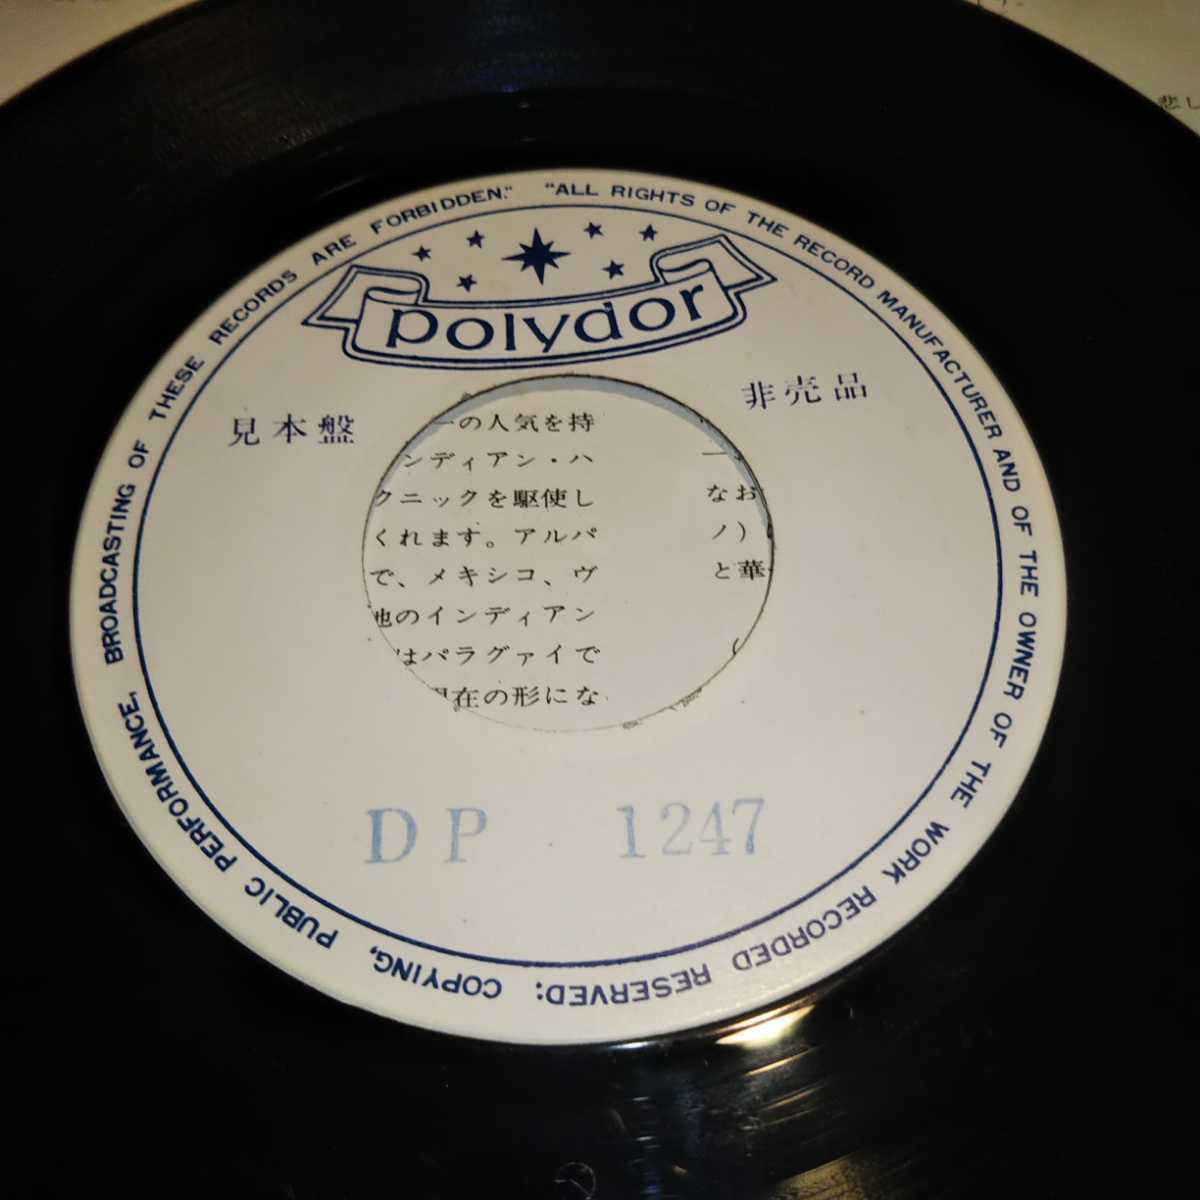 悲し
"ALL RIGHTS OF THE RECORD MANUFACTURER AND OF THE OWNER OF THE WORK RECORDED RESERVED: COPYING, PUBLIC PERFORMANCE, BROADCASTING OF THESE RECORDS ARE FORBIDDEN."
polydor
見本盤
非売品
一の人気を持
ンディアン・ハ
クニックを駆使し
くれます。アルパ
で、メキシコ、ヴ
他のインディアン
はパラグァイで
現在の形にな
なお
ノ)
と華
DP 1247